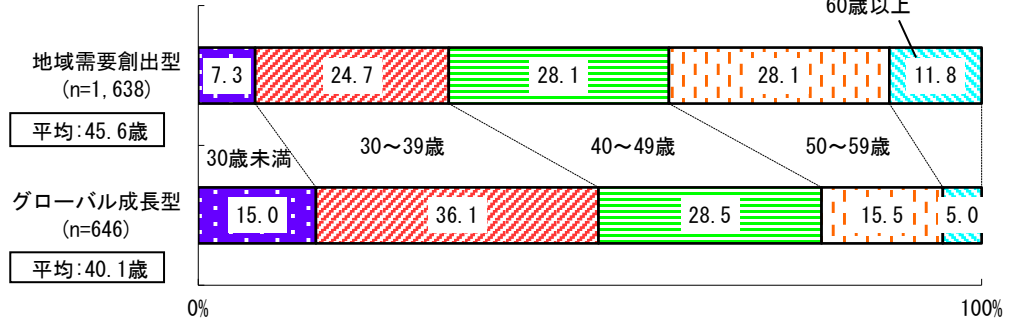 60歳以上
地域需要創出型
(n=1,638)
7.3
24.7
28.1
28.1
11.8
平均:45.6歳
30歳未満
30～39歳
40～49歳
50～59歳
グローバル成長型
(n=646)
15.0
36.1
28.5
15.5
5.0
平均:40.1歳
0%
100%